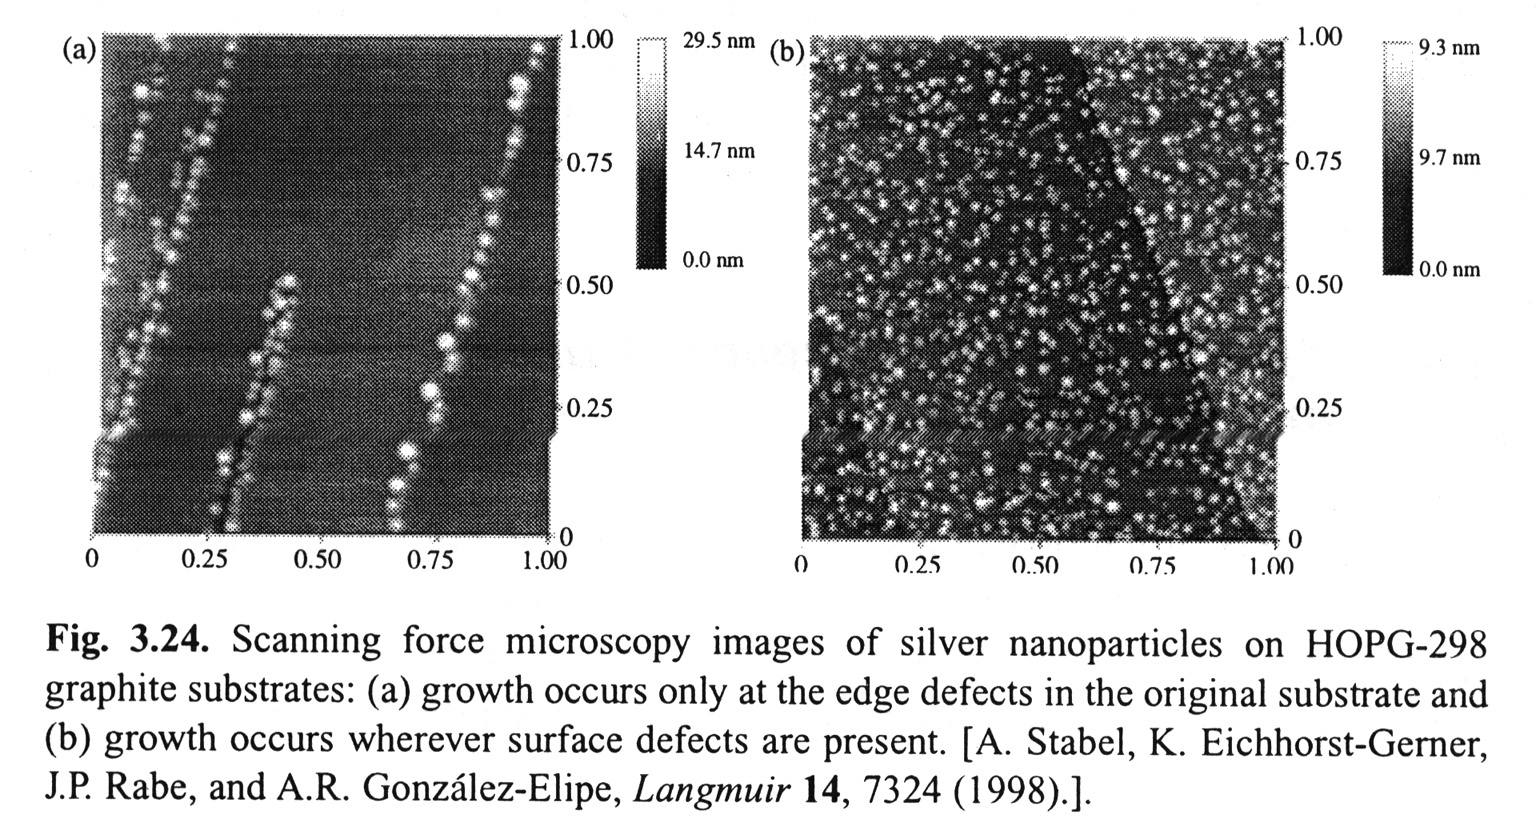 (a)
1.00
0.75
0.50
0.25
0
0 0.25 0.50 0.75 1.00
29.5 nm
14.7 nm
0.0 nm
(b)
1.00
0.75
0.50
0.25
0
0 0.25 0.50 0.75 1.00
9.3 nm
9.7 nm
0.0 nm
Fig. 3.24. Scanning force microscopy images of silver nanoparticles on HOPG-298
graphite substrates: (a) growth occurs only at the edge defects in the original substrate and
(b) growth occurs wherever surface defects are present. [A. Stabel, K. Eichhorst-Gerner,
J.P. Rabe, and A.R. González-Elipe, Langmuir 14, 7324 (1998).].